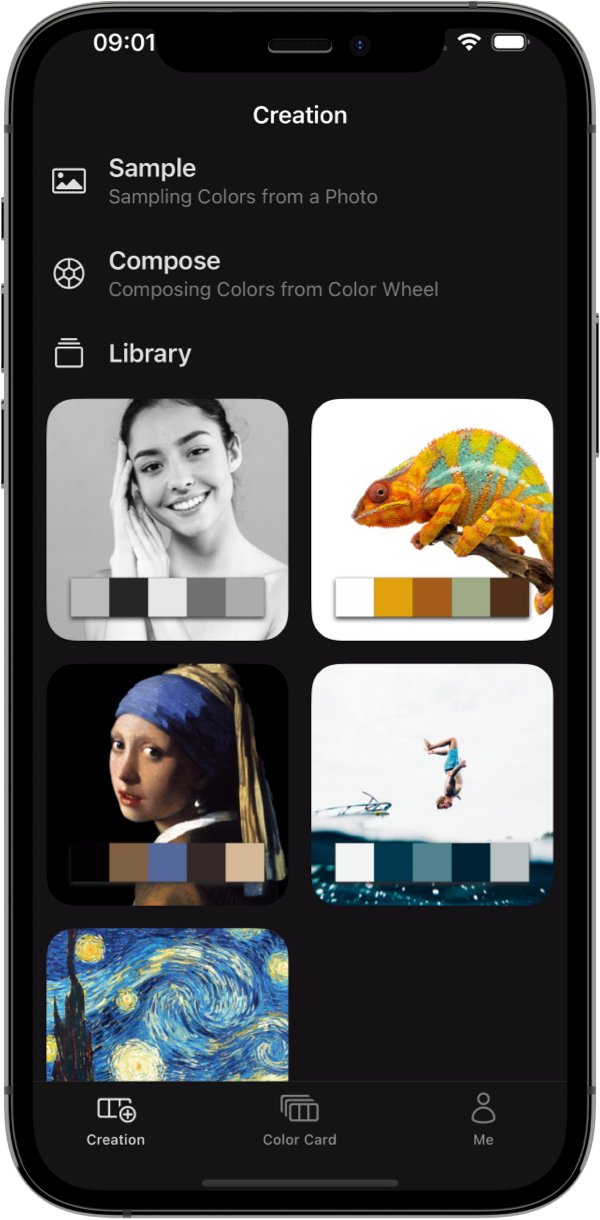 09:01
Creation
Sample
Sampling Colors from a Photo
Compose
Composing Colors from Color Wheel
Library
Creation
Color Card
Me